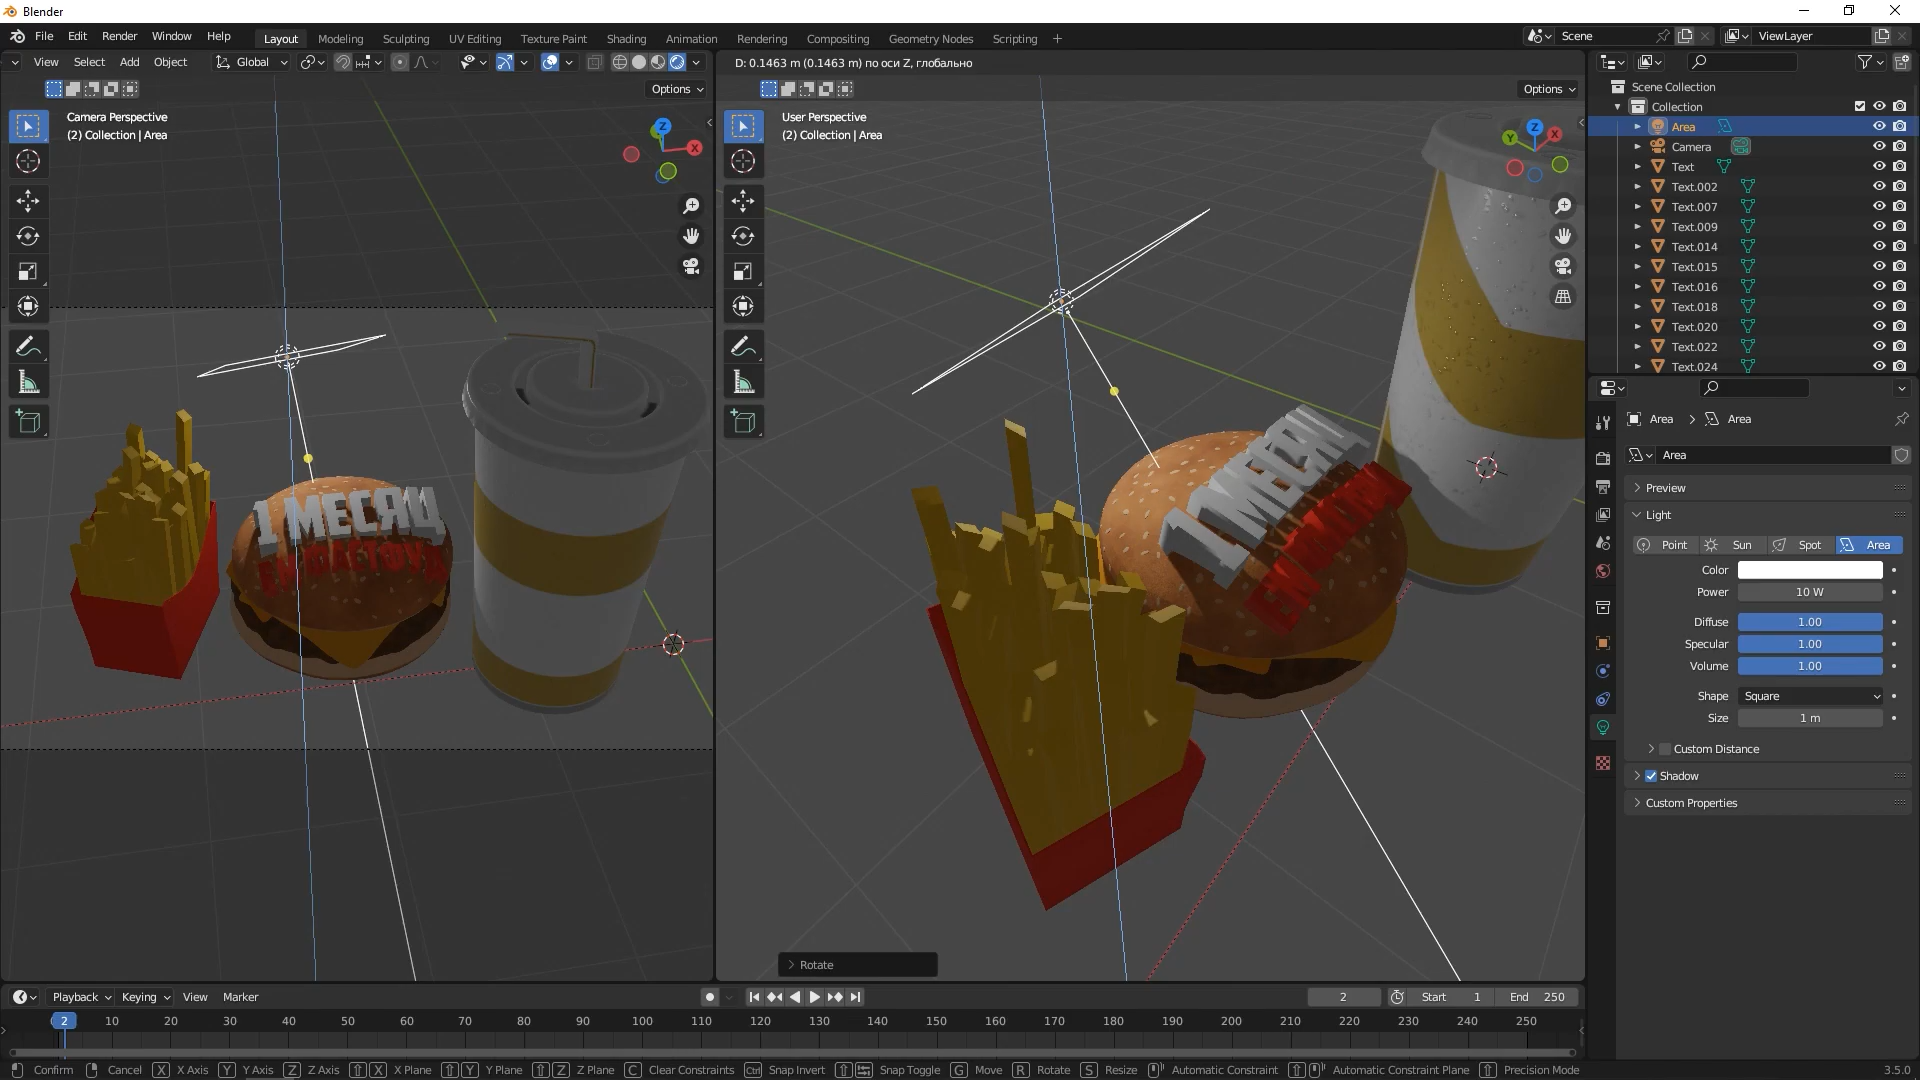 Blender
File Edit Render Window Help
Layout Modeling Sculpting UV Editing Texture Paint Shading Animation Rendering Compositing Geometry Nodes Scripting
Scene
ViewLayer
View Select Add Object Global
D: 0.1463 m (0.1463 m) по оси Z, глобально
Options
Options
Camera Perspective
(2) Collection | Area
User Perspective
(2) Collection | Area
Z
X
Z
Y
X
1 МЕСЯЦ
1 МЕСЯЦ
Rotate
Scene Collection
Collection
Area
Camera
Text
Text.002
Text.007
Text.009
Text.014
Text.015
Text.016
Text.018
Text.020
Text.022
Text.024
Area Area
Area
Preview
Light
Point Sun Spot Area
Color
Power 10 W
Diffuse 1.00
Specular 1.00
Volume 1.00
Shape Square
Size 1 m
Custom Distance
Shadow
Custom Properties
Playback Keying View Marker
2 Start 1 End 250
2 10 20 30 40 50 60 70 80 90 100 110 120 130 140 150 160 170 180 190 200 210 220 230 240 250
Confirm Cancel X X Axis Y Y Axis Z Z Axis X X Plane Y Y Plane Z Z Plane C Clear Constraints Ctrl Snap Invert Snap Toggle G Move R Rotate S Resize Automatic Constraint Automatic Constraint Plane Precision Mode
3.5.0